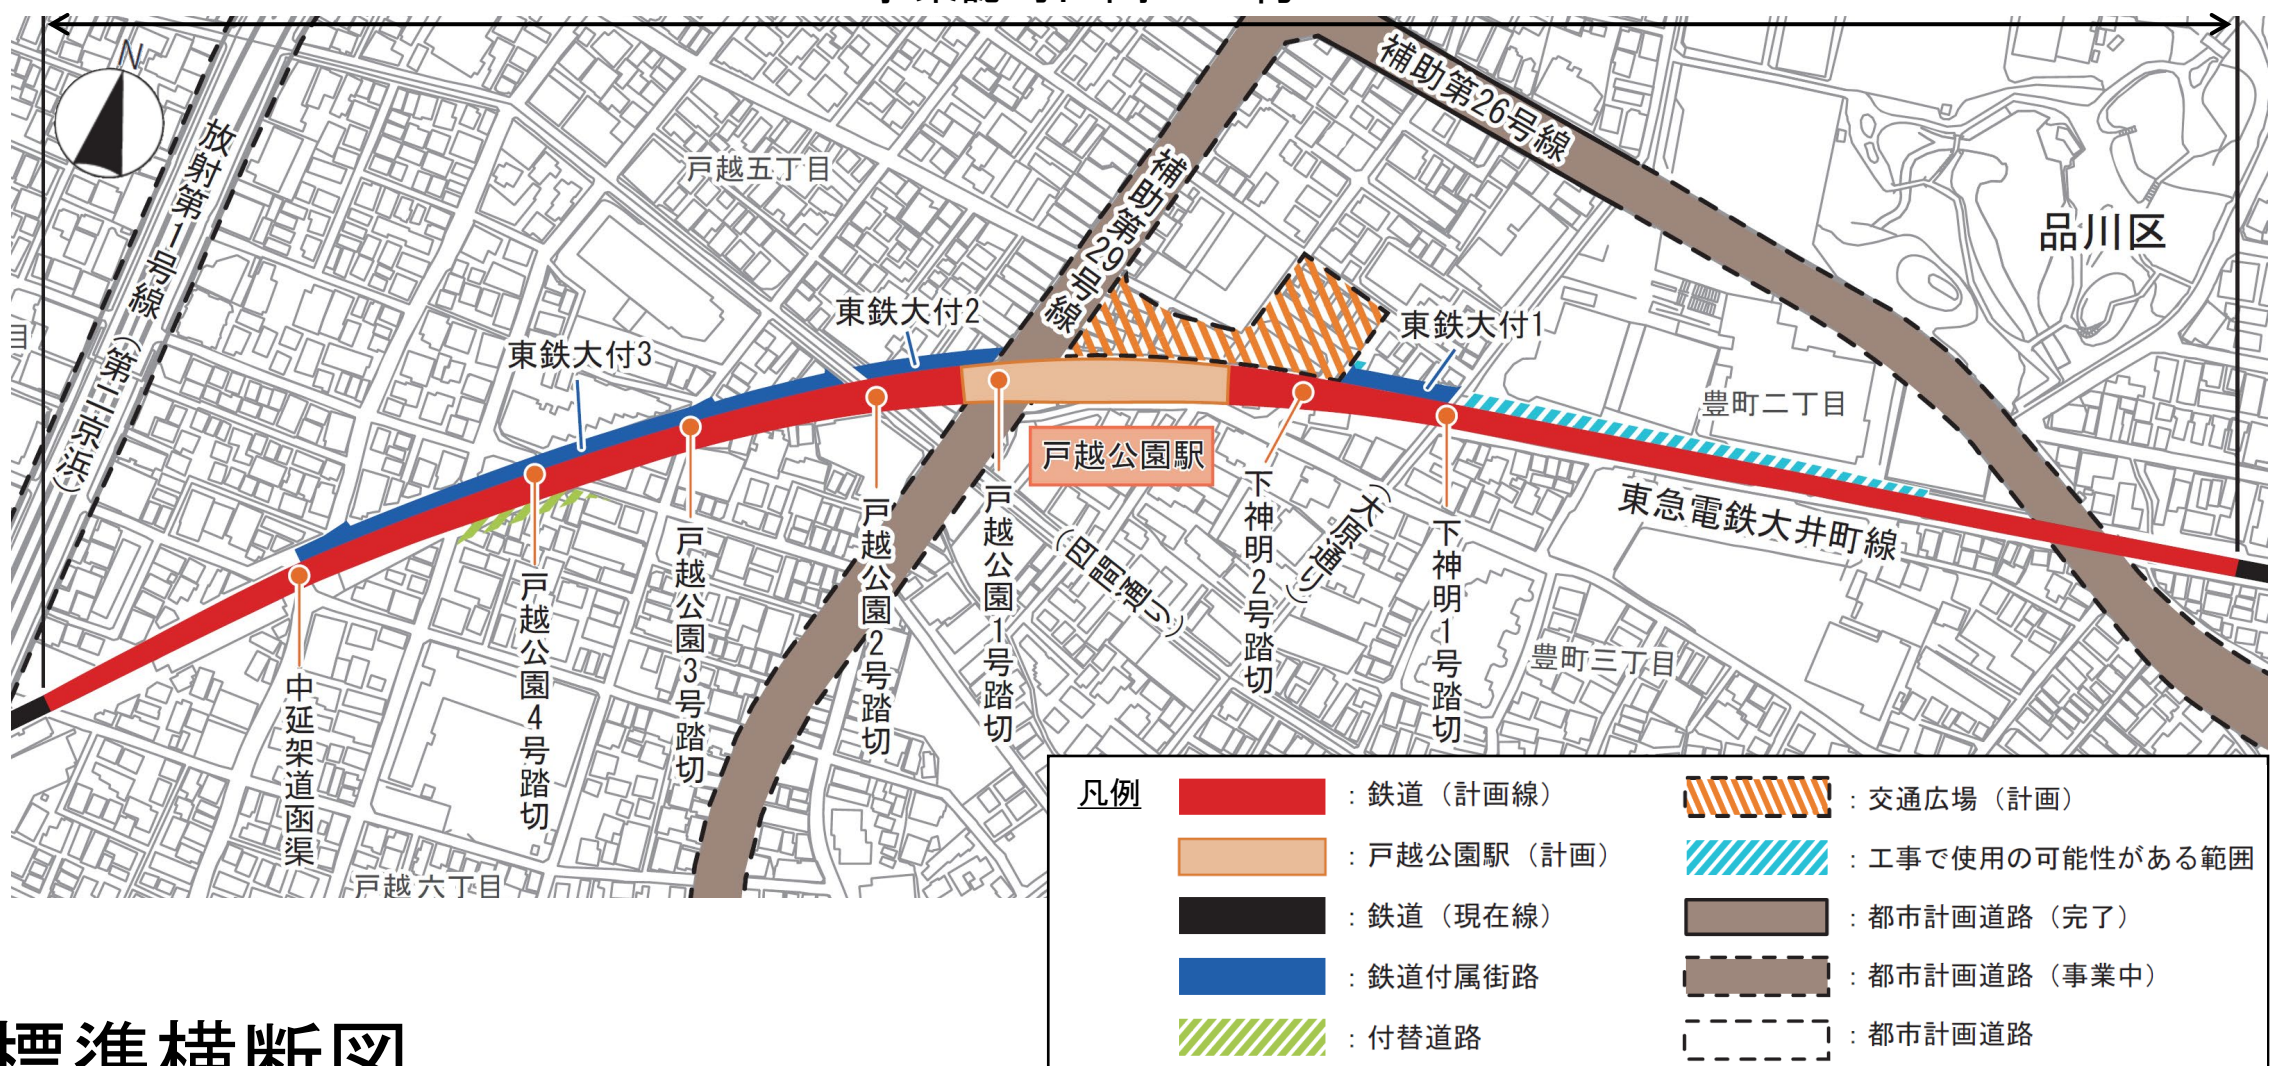 N
放射第1号線
(第二京浜)
戸越五丁目
補助第29号線
補助第26号線
品川区
目
東鉄大付3
東鉄大付2
東鉄大付1
戸越公園駅
豊町二丁目
東急電鉄大井町線
(大原通り)
豊町三丁目
中延架道函渠
戸越公園4号踏切
戸越公園3号踏切
戸越公園2号踏切
戸越公園1号踏切
下神明2号踏切
下神明1号踏切
戸越六丁目
凡例
：鉄道（計画線）
：戸越公園駅（計画）
：鉄道（現在線）
：鉄道付属街路
：付替道路
：交通広場（計画）
：工事で使用の可能性がある範囲
：都市計画道路（完了）
：都市計画道路（事業中）
：都市計画道路
標準横断図